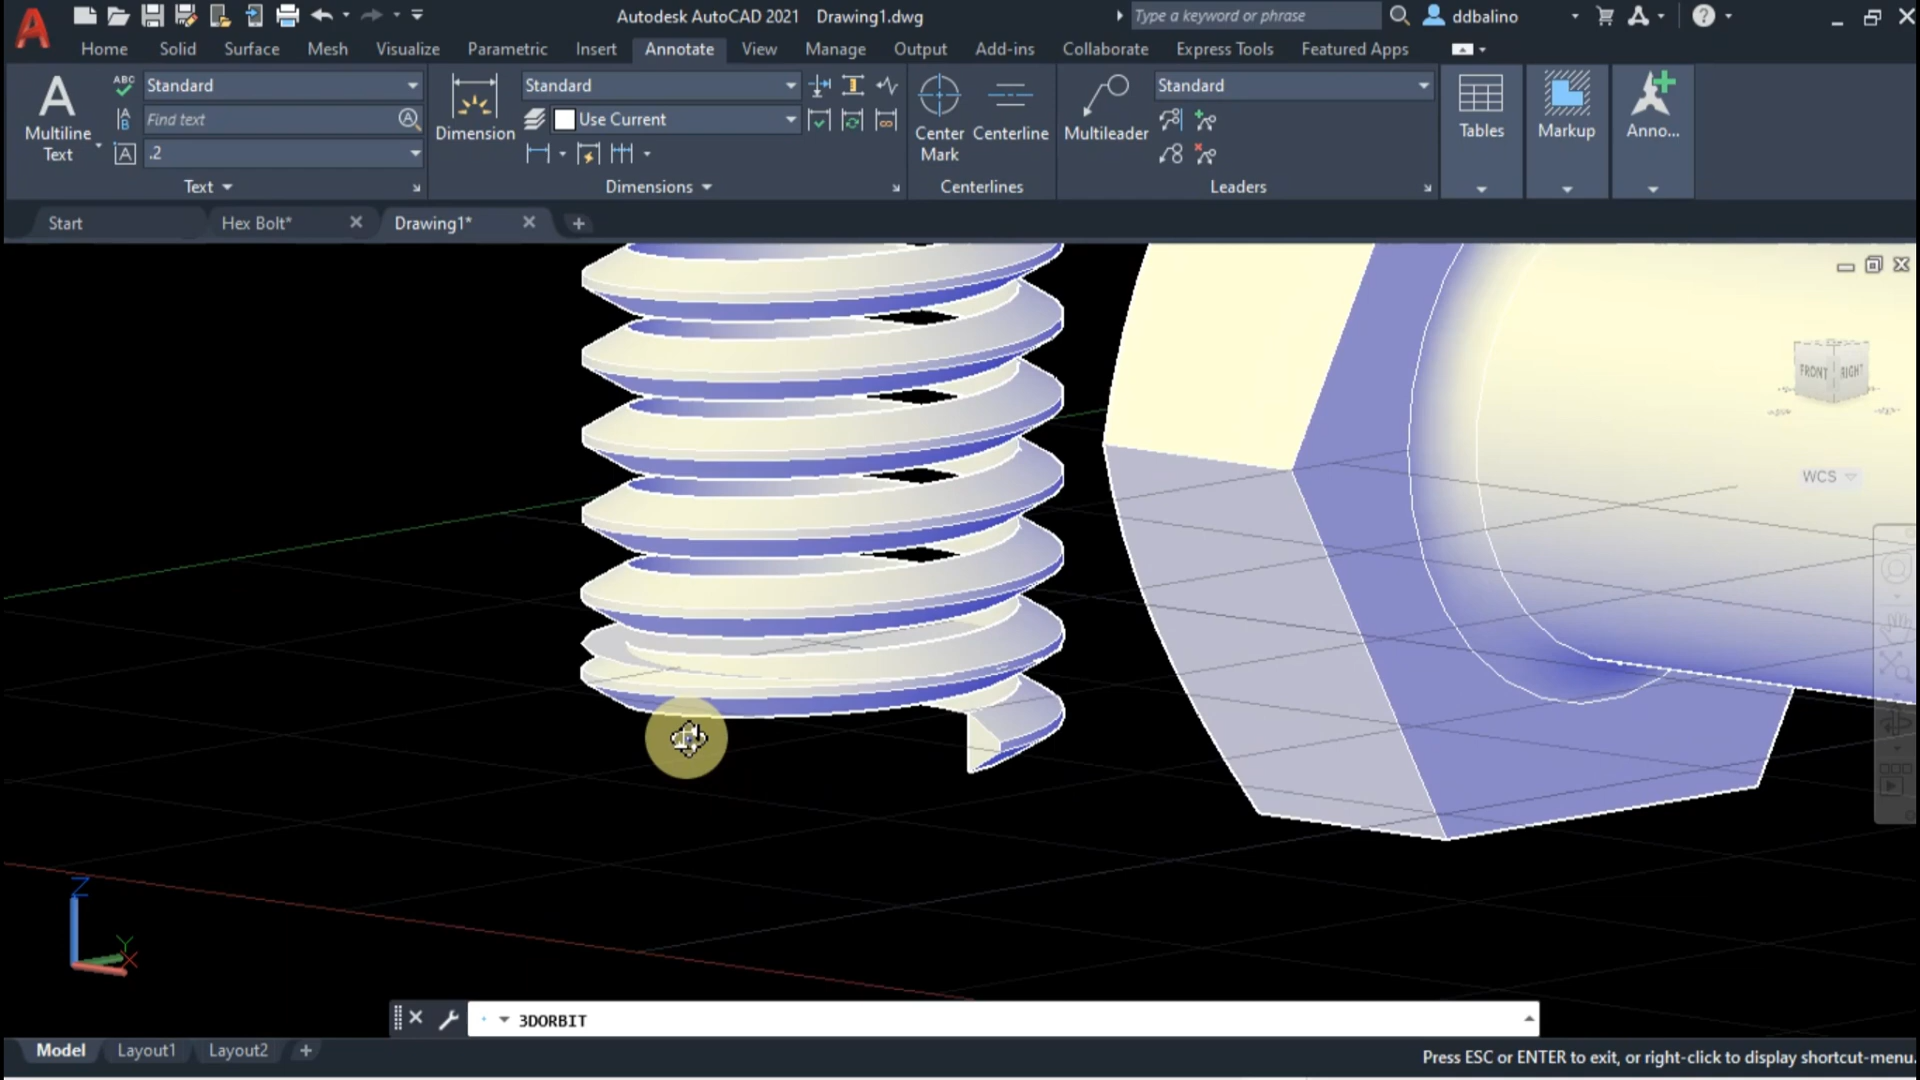 Autodesk AutoCAD 2021 Drawing1.dwg
Type a keyword or phrase
ddbalino
Home Solid Surface Mesh Visualize Parametric Insert Annotate View Manage Output Add-ins Collaborate Express Tools Featured Apps
Multiline
Text
ABC
Standard
Find text
.2
Text
Dimension
Standard
Use Current
Dimensions
Center
Mark
Centerline
Centerlines
Multileader
Standard
Leaders
Tables
Markup
Anno...
Start
Hex Bolt*
Drawing1*
FRONT RIGHT
WCS
Z
Y
X
3DORBIT
Model Layout1 Layout2
Press ESC or ENTER to exit, or right-click to display shortcut-menu.